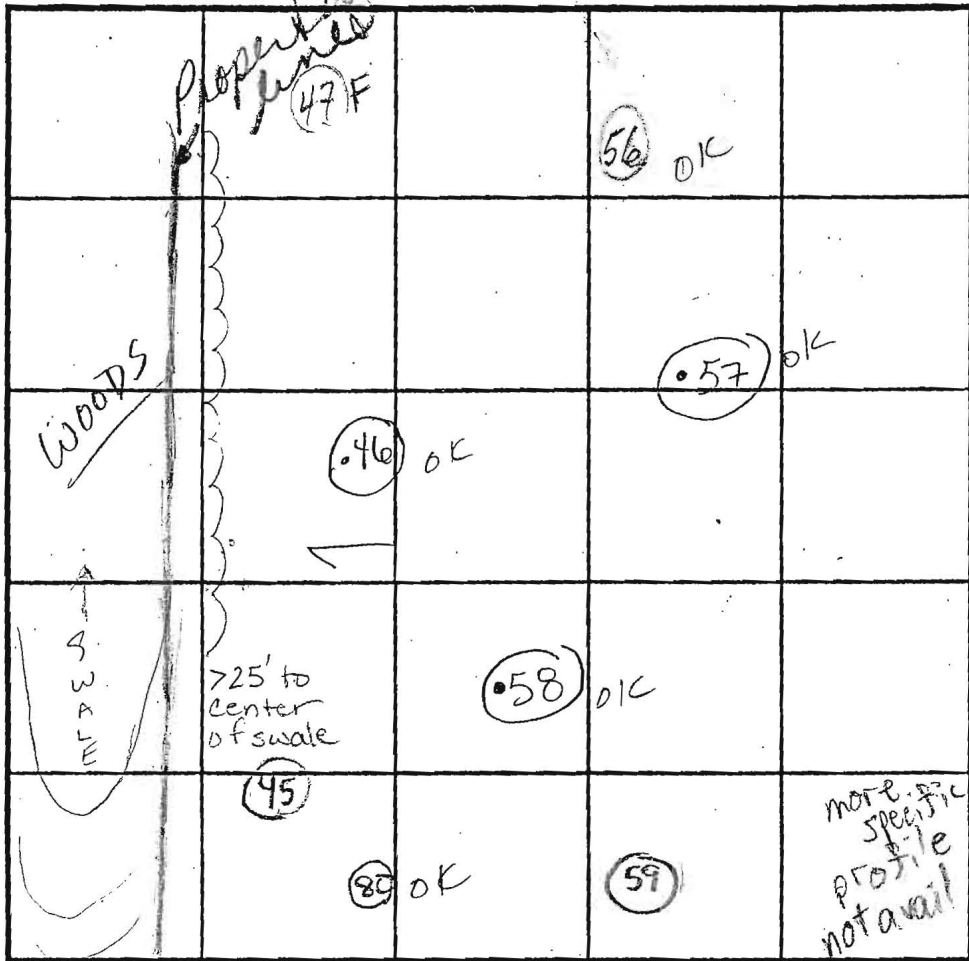 Property
lines
47 F
56 OK
57 OK
WOODS
46 OK
SWALE
58 OK
>25' to
center
of swale
45
more
specific
profile
not avail
80 OK
59